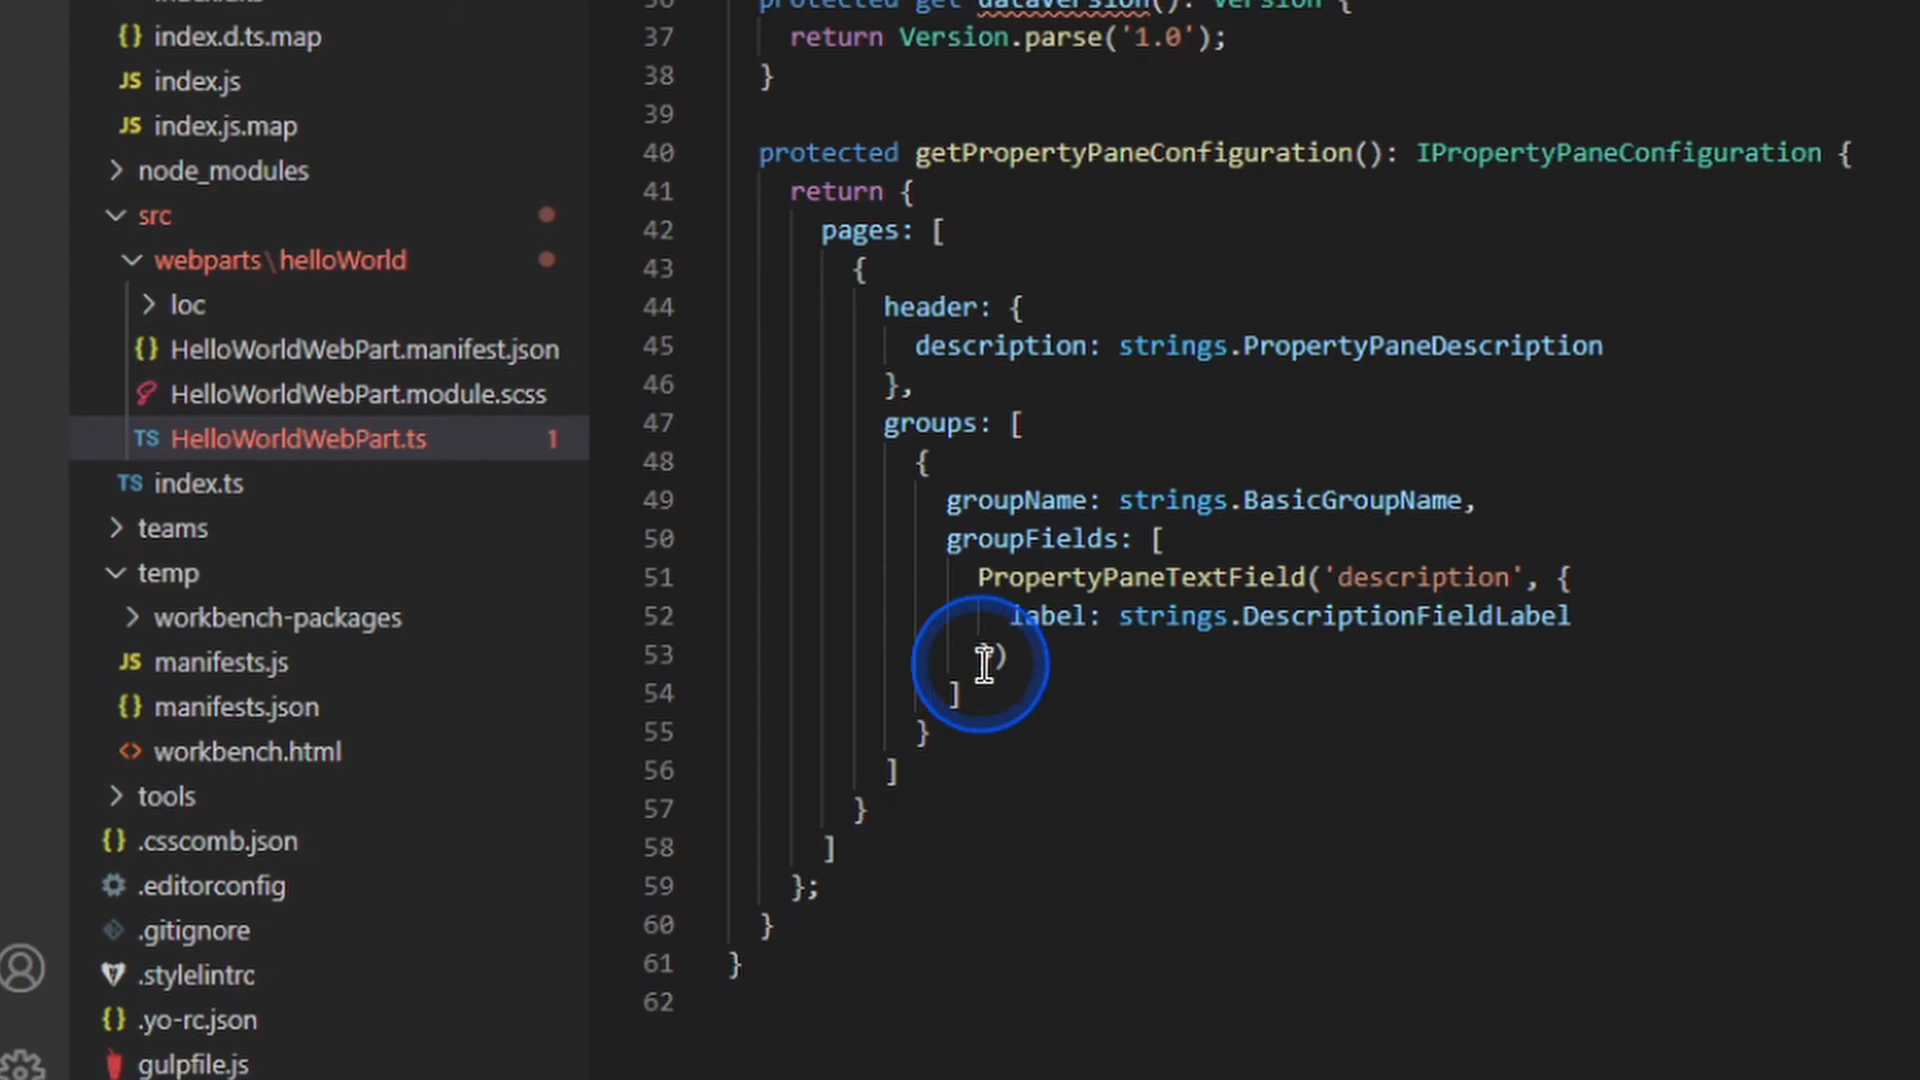 index.d.ts.map
JS index.js
JS index.js.map
node_modules
src
webparts\helloWorld
loc
{} HelloWorldWebPart.manifest.json
HelloWorldWebPart.module.scss
TS HelloWorldWebPart.ts 1
TS index.ts
teams
temp
workbench-packages
JS manifests.js
{} manifests.json
<> workbench.html
tools
{} .csscomb.json
.editorconfig
.gitignore
.stylelintrc
{} .yo-rc.json
gulpfile.js
protected get dataVersion(): Version {
37 return Version.parse('1.0');
38 }
39
40 protected getPropertyPaneConfiguration(): IPropertyPaneConfiguration {
41 return {
42 pages: [
43 {
44 header: {
45 description: strings.PropertyPaneDescription
46 },
47 groups: [
48 {
49 groupName: strings.BasicGroupName,
50 groupFields: [
51 PropertyPaneTextField('description', {
52 label: strings.DescriptionFieldLabel
53 })
54 ]
55 }
56 ]
57 }
58 ]
59 };
60 }
61 }
62